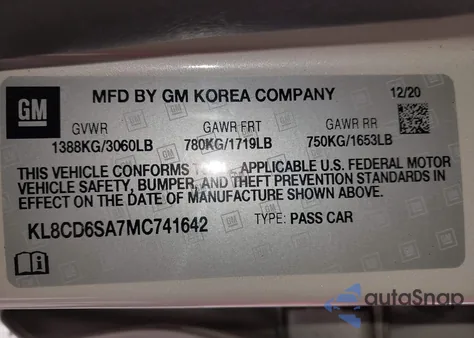 GM
MFD BY GM KOREA COMPANY
12/20
GVWR GAWR FRT GAWR RR
1388KG/3060LB 780KG/1719LB 750KG/1653LB
THIS VEHICLE CONFORMS TO ALL APPLICABLE U.S. FEDERAL MOTOR
VEHICLE SAFETY, BUMPER, AND THEFT PREVENTION STANDARDS IN
EFFECT ON THE DATE OF MANUFACTURE SHOWN ABOVE.
KL8CD6SA7MC741642 TYPE: PASS CAR
autoSnap